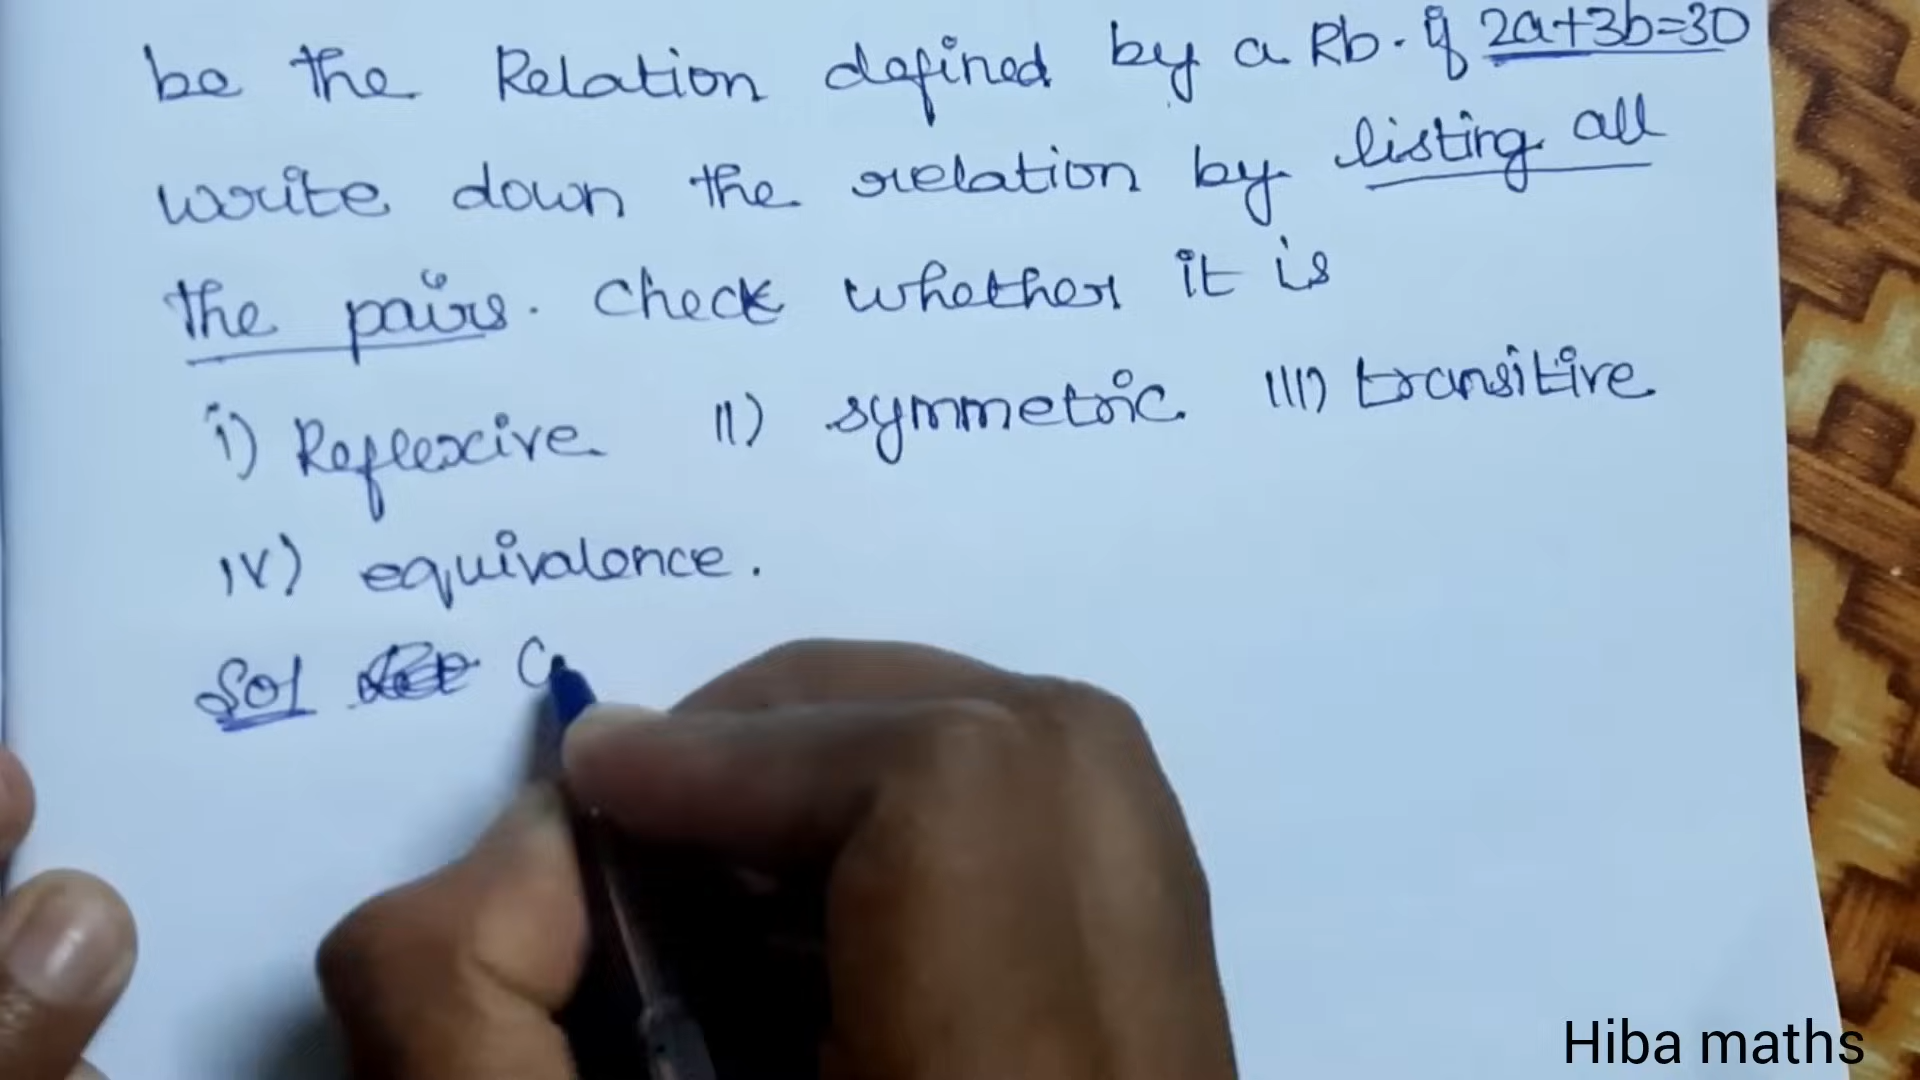 be the Relation defined by a Rb. if 2a+3b=30
write down the relation by listing all
the pairs. Check whether it is
i) Reflexive II) symmetric III) transitive
IV) equivalence.
Sol
Hiba maths